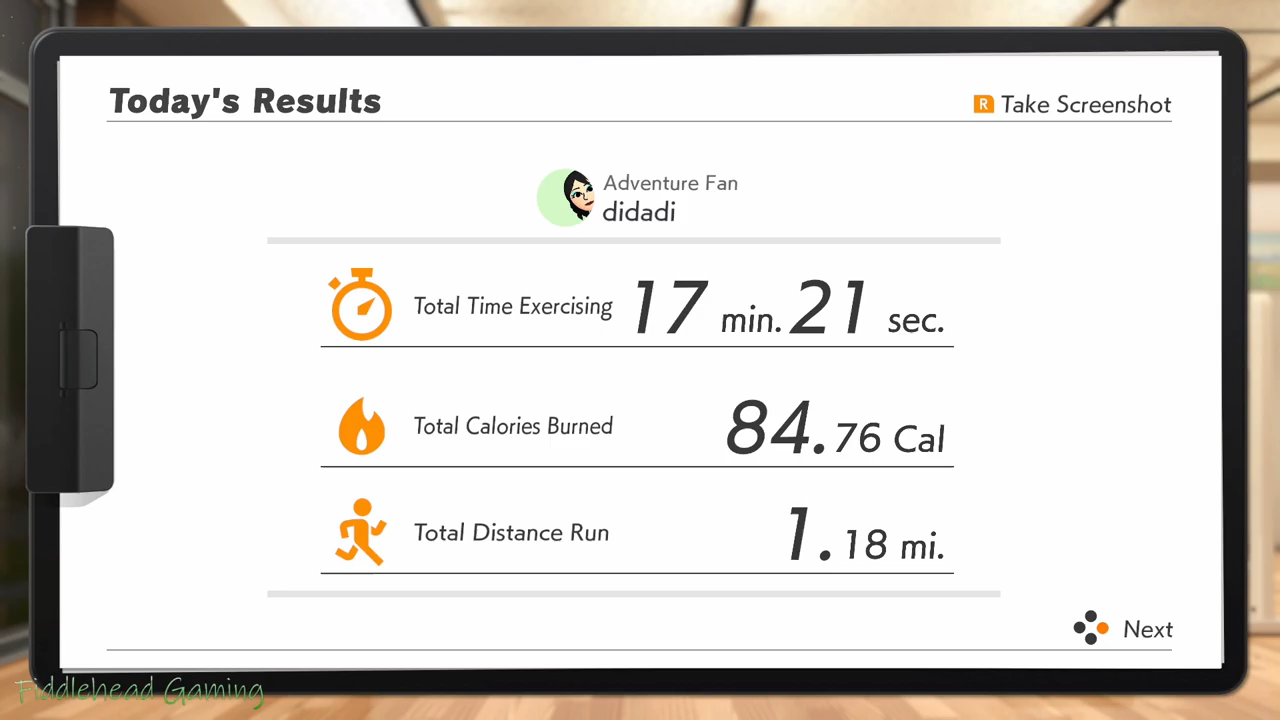 Today's Results
R Take Screenshot
Adventure Fan
didadi
Total Time Exercising 17 min. 21 sec.
Total Calories Burned 84.76 Cal
Total Distance Run 1.18 mi.
Next
Fiddlehead Gaming